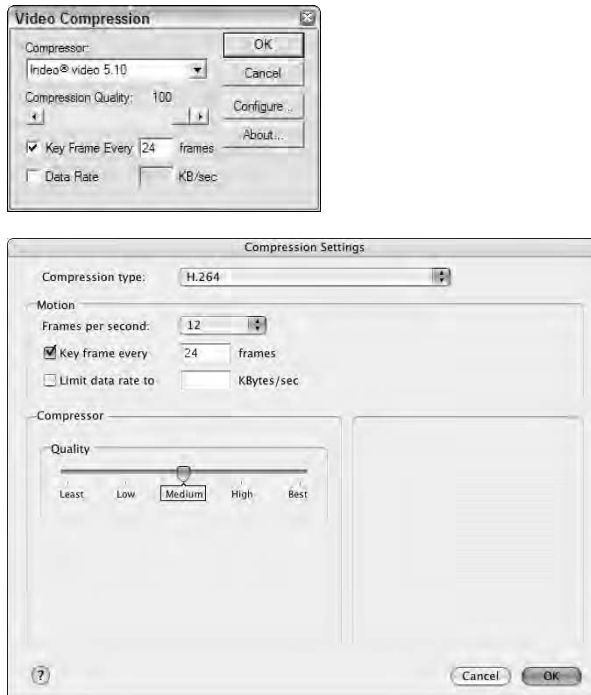 Video Compression
Compressor:
Indeo® video 5.10
OK
Cancel
Compression Quality: 100
Configure...
About...
Key Frame Every 24 frames
Data Rate KB/sec
Compression Settings
Compression type: H.264
Motion
Frames per second: 12
Key frame every 24 frames
Limit data rate to KBytes/sec
Compressor
Quality
Least Low Medium High Best
?
Cancel OK